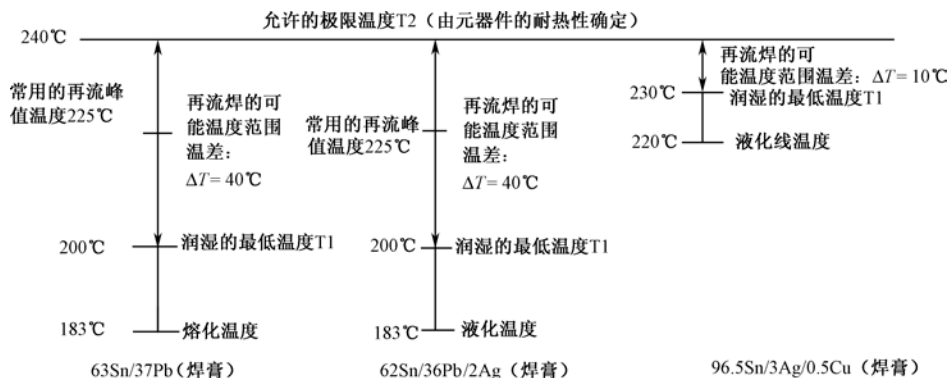 允许的极限温度T2（由元器件的耐热性确定）
240℃
常用的再流峰
值温度225℃
再流焊的可
能温度范围
温差：
ΔT= 40℃
200℃
润湿的最低温度T1
183℃
熔化温度
63Sn/37Pb（焊膏）
常用的再流峰
值温度225℃
再流焊的可
能温度范围
温差：
ΔT= 40℃
200℃
润湿的最低温度T1
183℃
液化温度
62Sn/36Pb/2Ag（焊膏）
再流焊的可
能温度范围温差：ΔT= 10℃
230℃
润湿的最低温度T1
220℃
液化线温度
96.5Sn/3Ag/0.5Cu（焊膏）